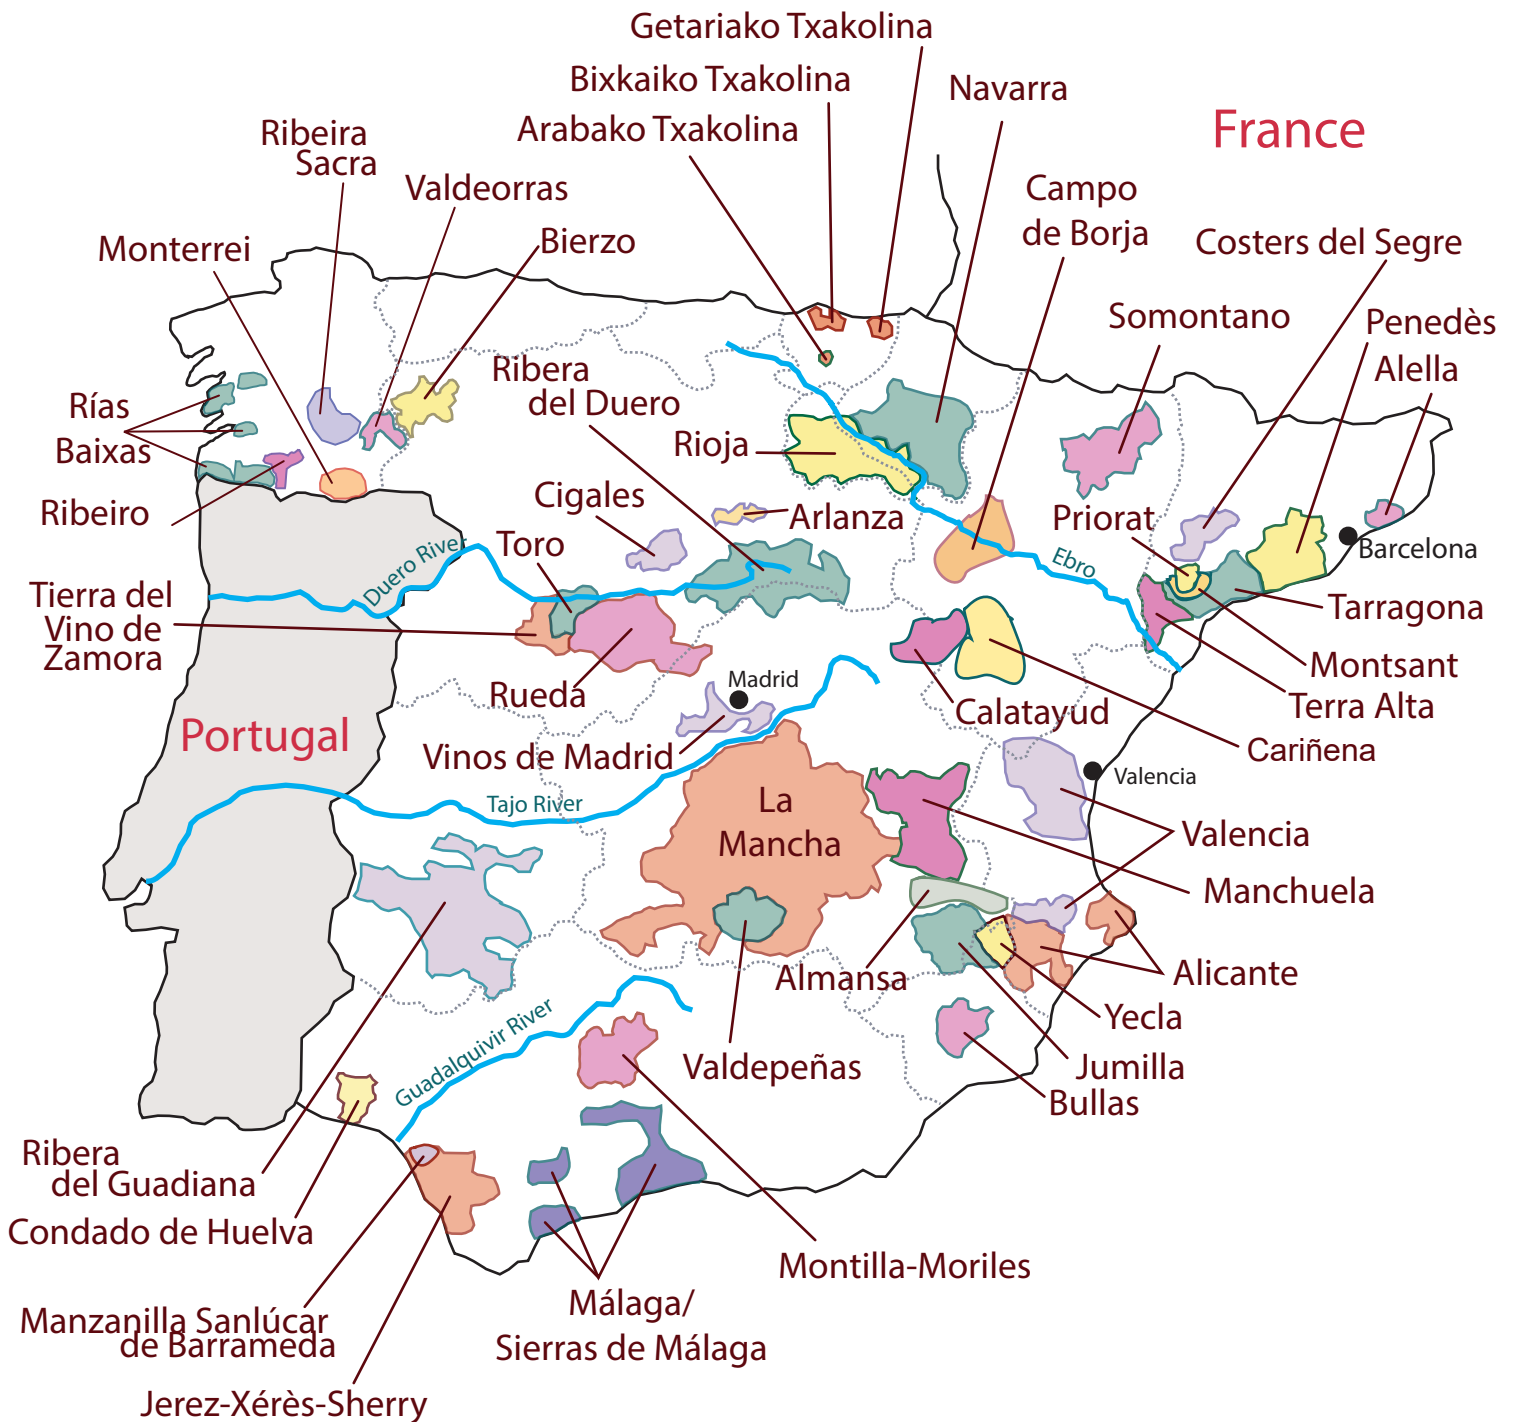 Getariako Txakolina
Bixkaiko Txakolina
Navarra
Arabako Txakolina
France
Ribeira
Sacra
Valdeorras
Campo
de Borja
Monterrei
Bierzo
Costers del Segre
Somontano
Penedès
Alella
Ribera
del Duero
Rías
Baixas
Rioja
Ribeiro
Cigales
Arlanza
Priorat
Barcelona
Toro
Duero River
Ebro
Tierra del
Vino de
Zamora
Tarragona
Montsant
Rueda
Madrid
Terra Alta
Calatayud
Portugal
Vinos de Madrid
Cariñena
Valencia
Tajo River
La
Mancha
Valencia
Manchuela
Almansa
Alicante
Yecla
Guadalquivir River
Valdepeñas
Jumilla
Bullas
Ribera
del Guadiana
Condado de Huelva
Montilla-Moriles
Manzanilla Sanlúcar
de Barrameda
Málaga/
Sierras de Málaga
Jerez-Xérès-Sherry